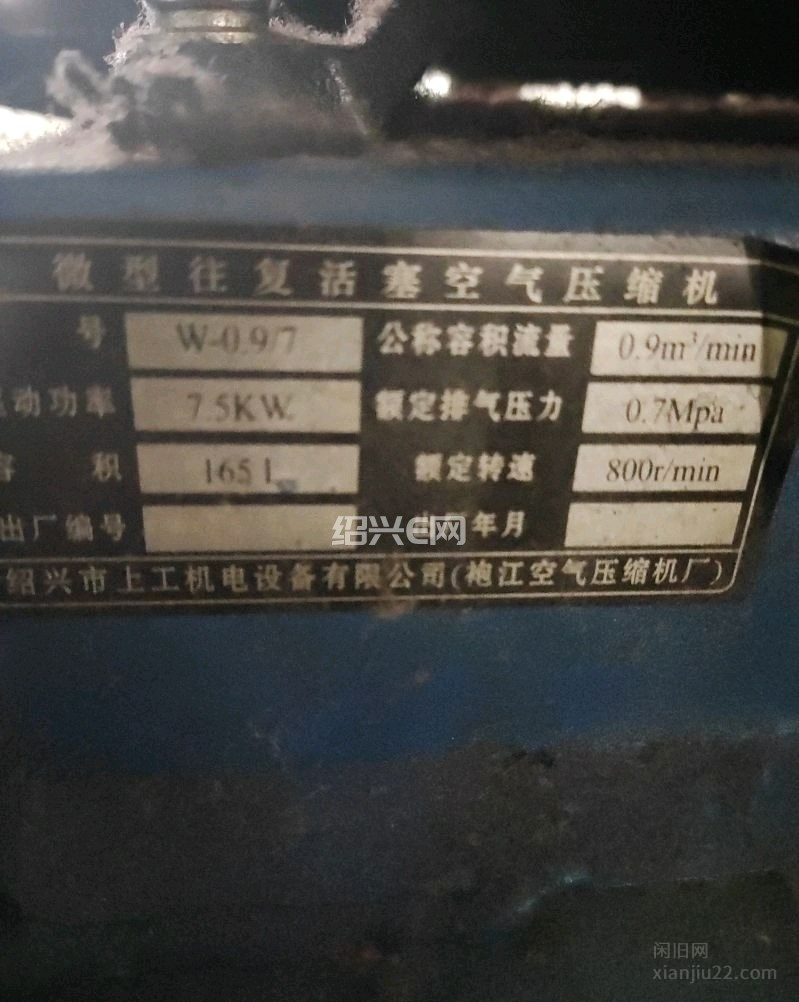 微型往复活塞空气压缩机
号 W-0.9/7 公称容积流量 0.9m³/min
动功率 7.5KW 额定排气压力 0.7Mpa
容 积 165L 额定转速 800r/min
出厂编号 年月
绍兴E网
绍兴市上工机电设备有限公司(袍江空气压缩机厂)
闲旧网
xianjiu22.com